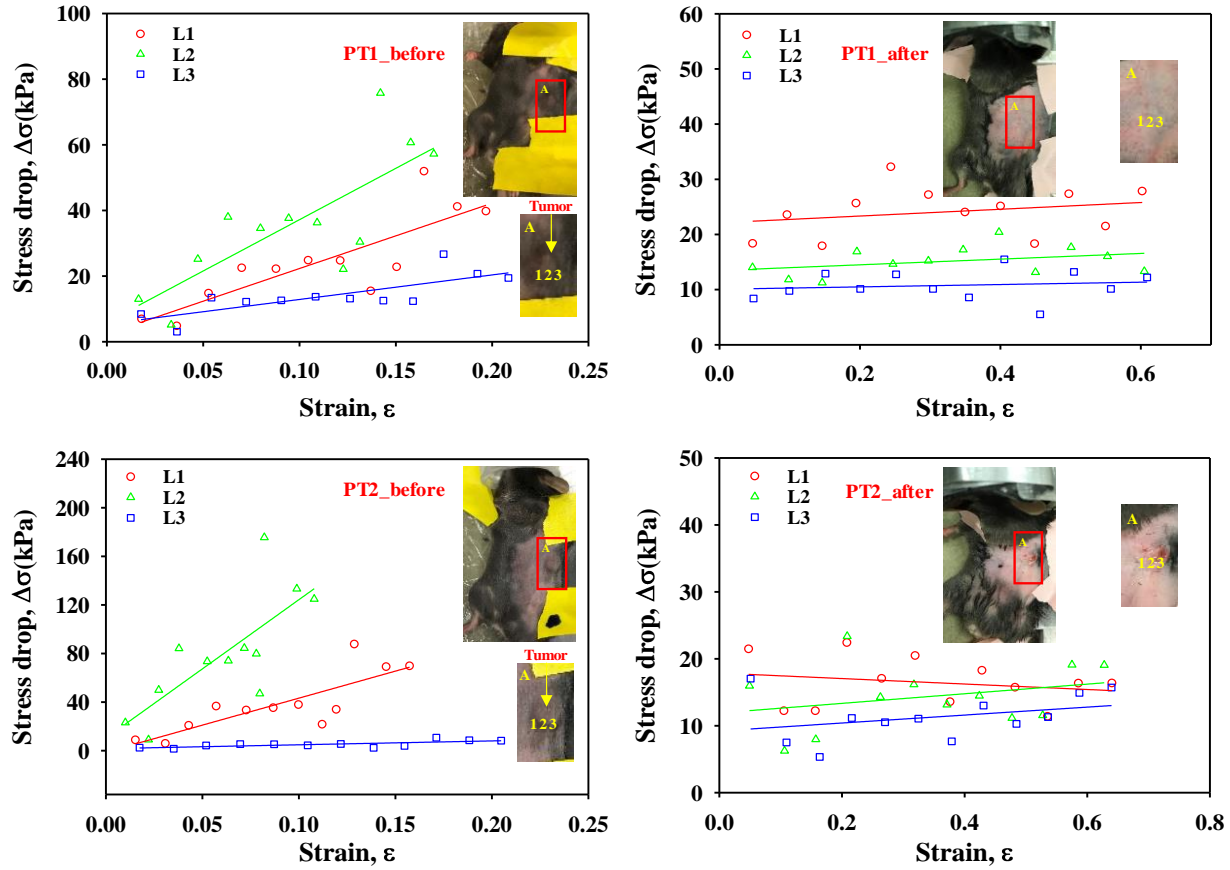 L1
L2
L3
PT1_before
A
Tumor
A
123
100
80
60
40
20
0
0.00 0.05 0.10 0.15 0.20 0.25
Stress drop, Δσ(kPa)
Strain, ε
L1
L2
L3
PT1_after
A
A
123
60
50
40
30
20
10
0
0.0 0.2 0.4 0.6
Stress drop, Δσ(kPa)
Strain, ε
L1
L2
L3
PT2_before
A
Tumor
A
123
240
200
160
120
80
40
0
0.00 0.05 0.10 0.15 0.20 0.25
Stress drop, Δσ(kPa)
Strain, ε
L1
L2
L3
PT2_after
A
A
123
50
40
30
20
10
0
0.0 0.2 0.4 0.6 0.8
Stress drop, Δσ(kPa)
Strain, ε